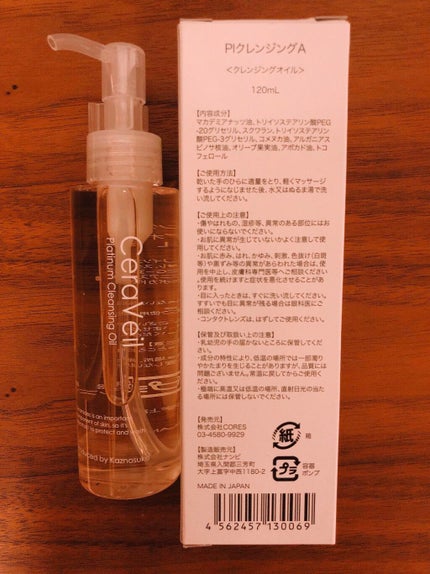 CeraVeil
Platinum Cleansing Oil
PIクレンジングA
<クレンジングオイル>
120mL
【内容成分】
マカデミアナッツ油、トリイソステアリン酸PEG
-20グリセリル、スクワラン、トリイソステアリン
酸PEG-3グリセリル、コメヌカ油、アルガニアス
ピノサ核油、オリーブ果実油、アボカド油、トコ
フェロール
【ご使用方法】
乾いた手のひらに適量をとり、軽くマッサージ
するようになじませた後、水又はぬるま湯で洗
い流してください。
【ご使用上の注意】
・傷やはれもの、湿疹等、異常のある部位にはお
使いにならないでください。
・お肌に異常が生じていないかよく注意して使用
してください。
・お肌に赤み、はれ、かゆみ、刺激、色抜け(白斑
等)や黒ずみ等の異常があらわれた場合は、使
用を中止し、皮膚科専門医等へご相談ください
・使用を続けますと症状を悪化させることがあ
ります。
・目に入ったときは、すぐに洗い流してください。
すすいでも目に異常が残る場合は眼科医にご
相談ください。
・コンタクトレンズは、はずしてご使用ください。
【保管及び取扱い上の注意】
・乳幼児の手の届かないところに保管してくだ
さい。
・成分の特性により、低温の場所では一部濁り
やかたまりを生じることがありますが、品質には
問題ございません。常温に戻してからご使用く
ださい。
・極端に高温又は低温の場所、直射日光の当た
る場所には保管しないでください。
【発売元】
株式会社CORES
03-4580-9929
【製造販売元】
株式会社ナンビ
埼玉県入間郡三芳町
大字上富字中西1180-2
MADE IN JAPAN
紙
箱
プラ
容器
ポンプ
4 562457 130069